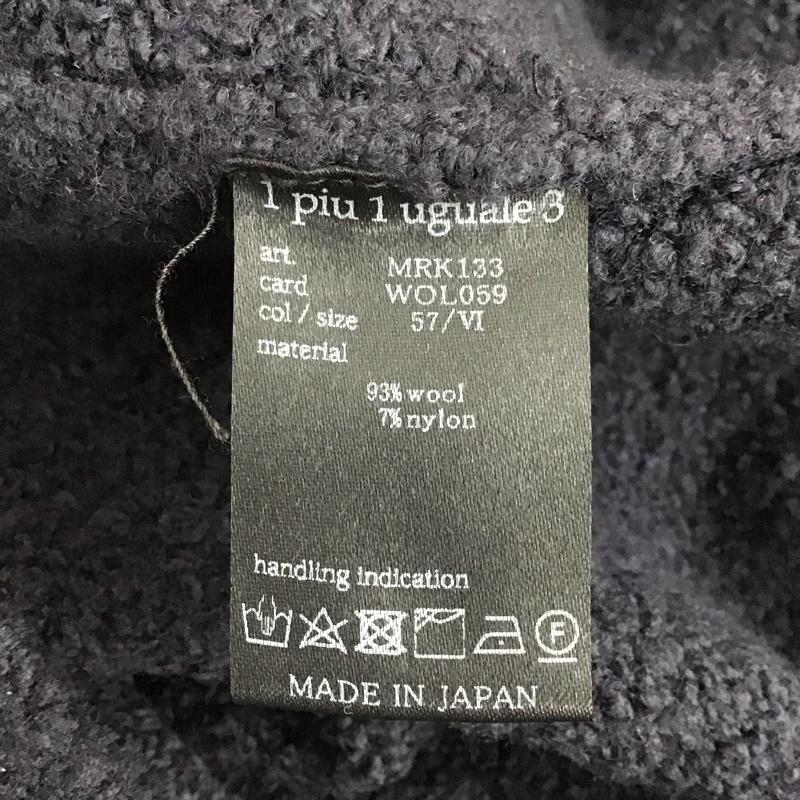 1 piu 1 uguale 3
art. MRK133
card WOL059
col / size 57/VI
material
93% wool
7% nylon
handling indication
F
MADE IN JAPAN